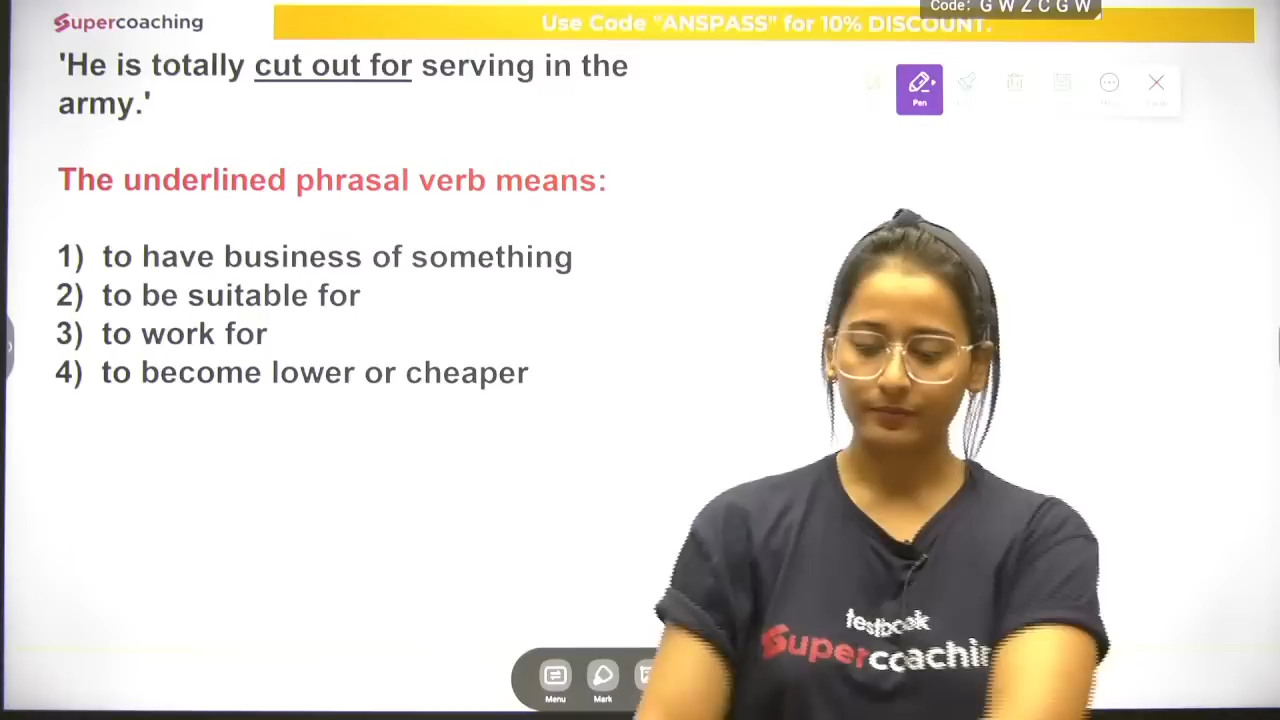 Supercoaching
Use Code "ANSPASS" for 10% DISCOUNT.
Code: G W Z C G W
'He is totally cut out for serving in the
army.'
Pen
The underlined phrasal verb means:
1) to have business of something
2) to be suitable for
3) to work for
4) to become lower or cheaper
testbook
Supercoachin
Menu
Mark